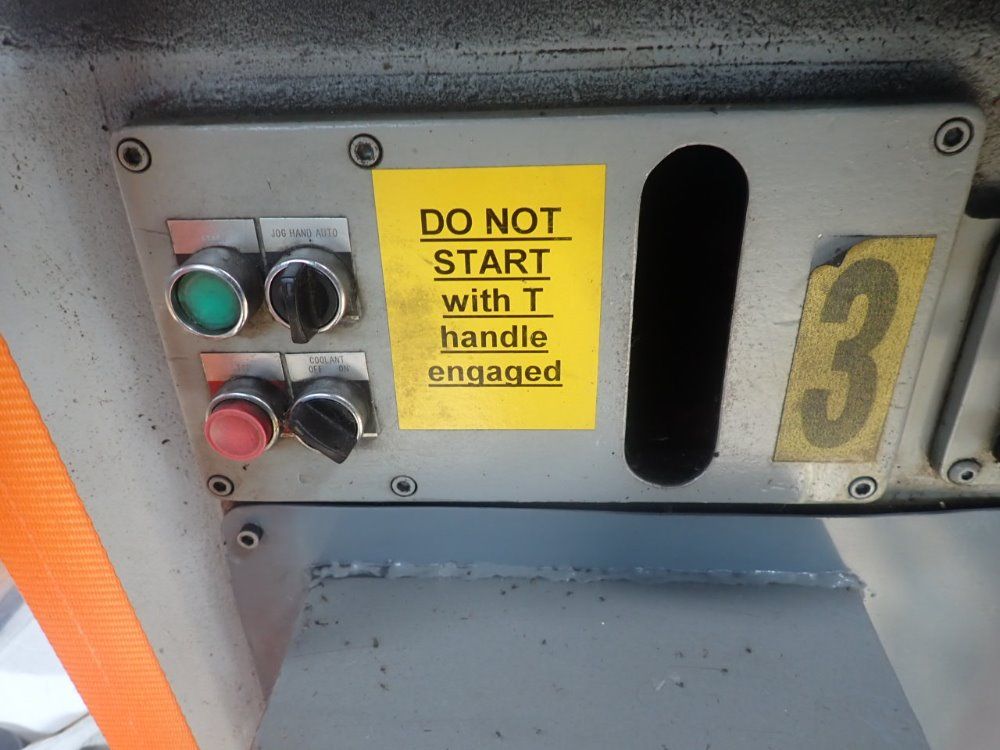 JOG HAND AUTO
COOLANT
OFF ON
DO NOT
START
with T
handle
engaged
3